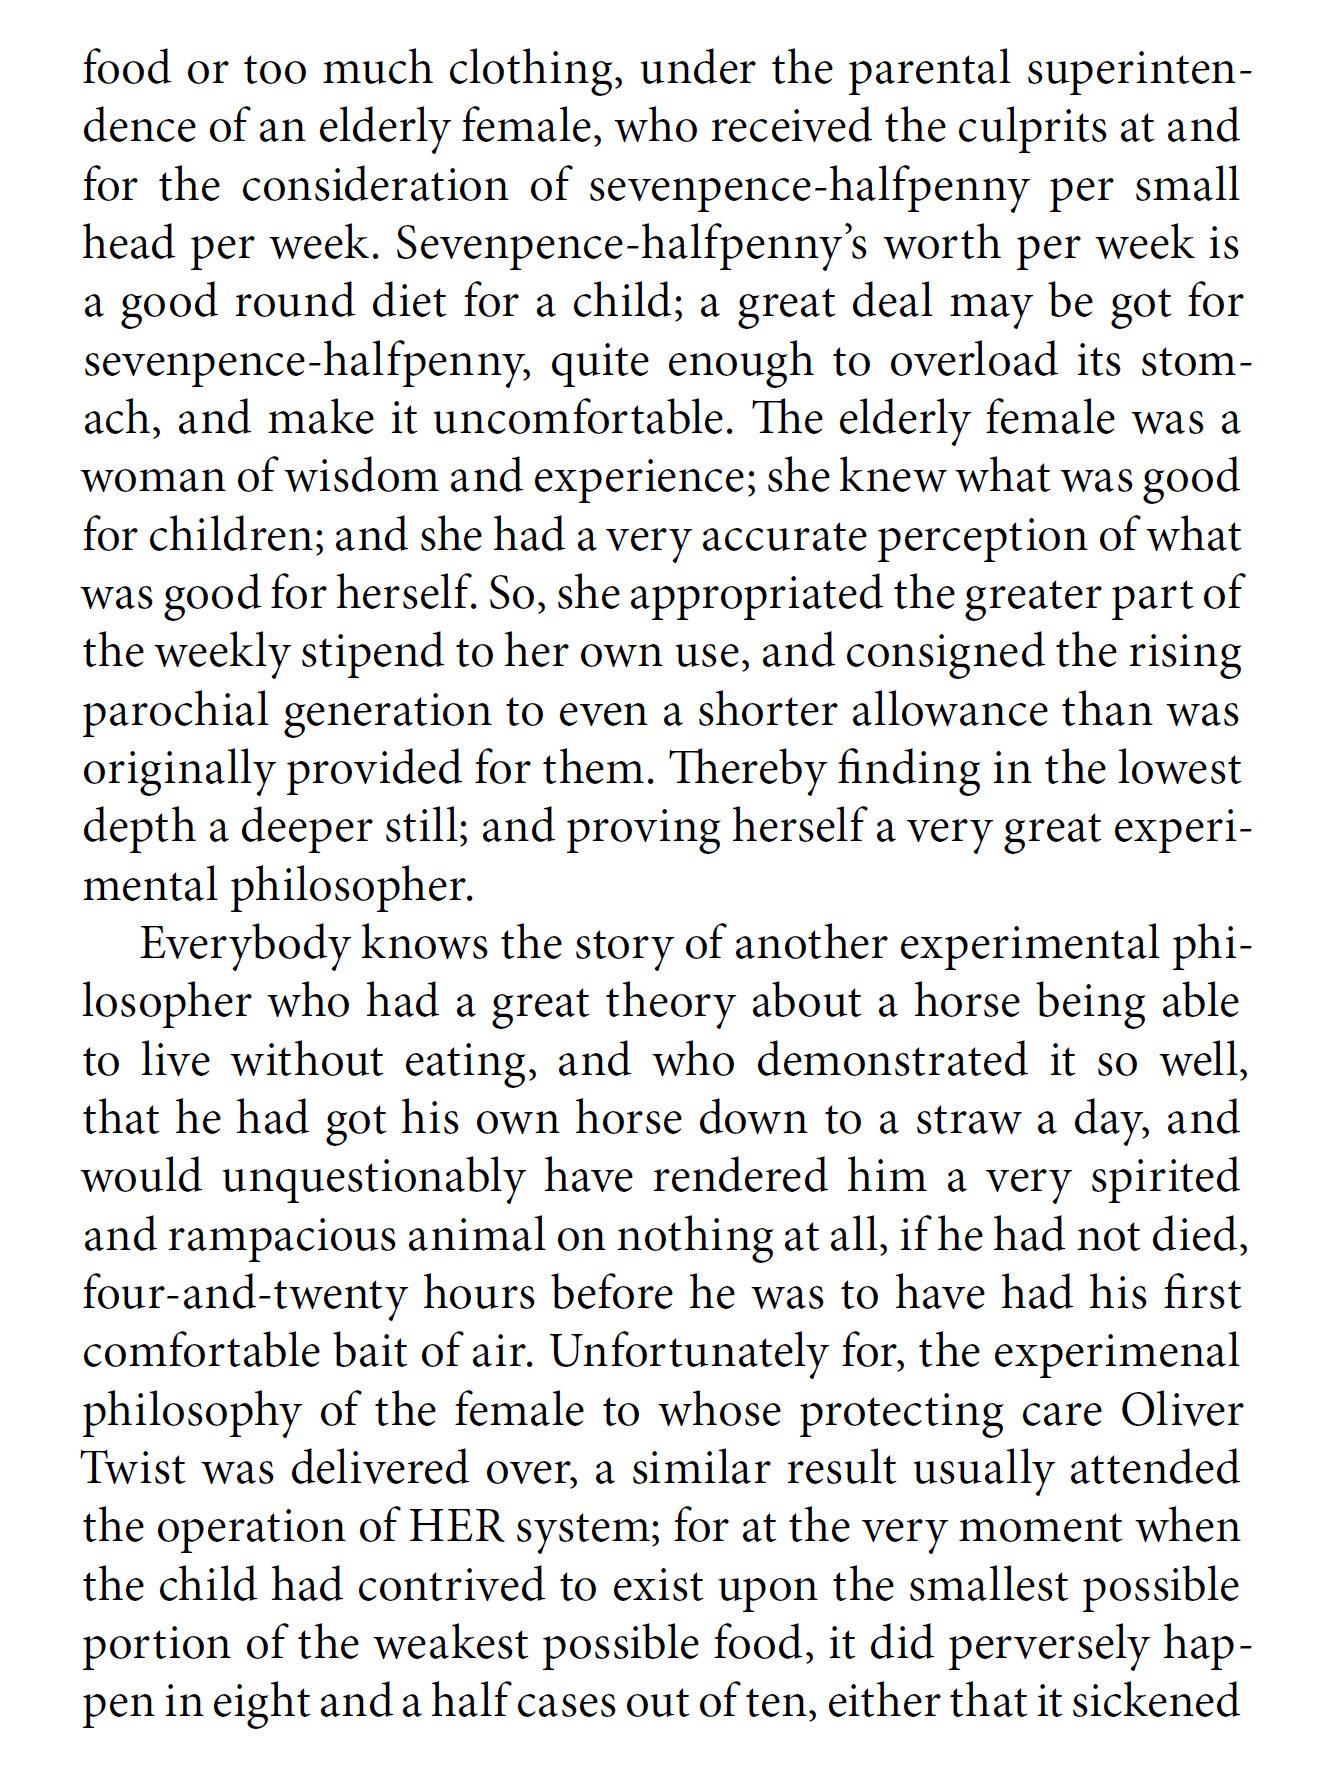 food or too much clothing, under the parental superinten-
dence of an elderly female, who received the culprits at and
for the consideration of sevenpence-halfpenny per small
head per week. Sevenpence-halfpenny’s worth per week is
a good round diet for a child; a great deal may be got for
sevenpence-halfpenny, quite enough to overload its stom-
ach, and make it uncomfortable. The elderly female was a
woman of wisdom and experience; she knew what was good
for children; and she had a very accurate perception of what
was good for herself. So, she appropriated the greater part of
the weekly stipend to her own use, and consigned the rising
parochial generation to even a shorter allowance than was
originally provided for them. Thereby finding in the lowest
depth a deeper still; and proving herself a very great experi-
mental philosopher.
Everybody knows the story of another experimental phi-
losopher who had a great theory about a horse being able
to live without eating, and who demonstrated it so well,
that he had got his own horse down to a straw a day, and
would unquestionably have rendered him a very spirited
and rampacious animal on nothing at all, if he had not died,
four-and-twenty hours before he was to have had his first
comfortable bait of air. Unfortunately for, the experimenal
philosophy of the female to whose protecting care Oliver
Twist was delivered over, a similar result usually attended
the operation of HER system; for at the very moment when
the child had contrived to exist upon the smallest possible
portion of the weakest possible food, it did perversely hap-
pen in eight and a half cases out of ten, either that it sickened